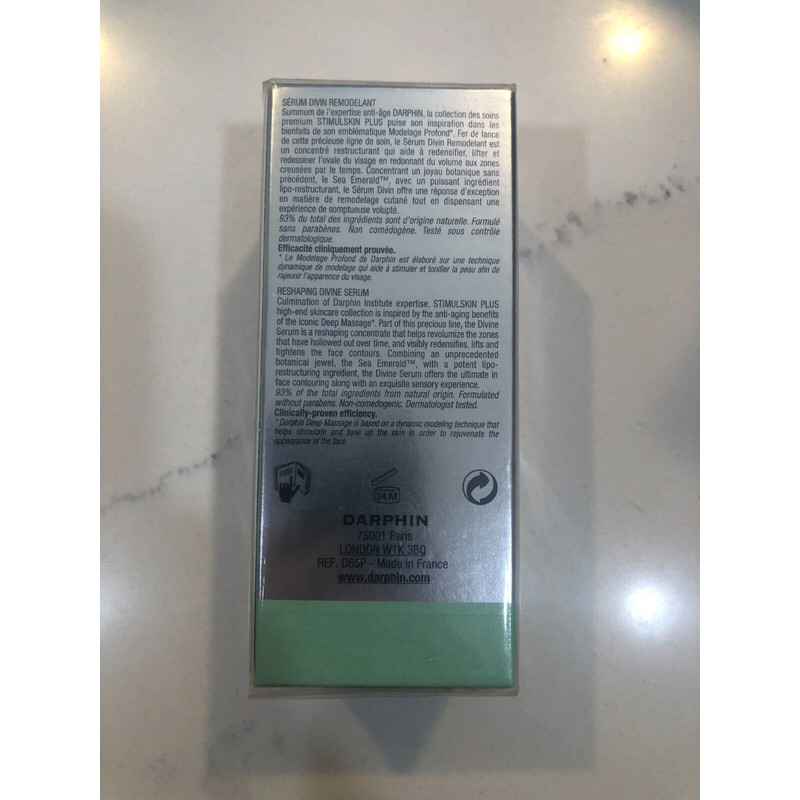 SÉRUM DIVIN REMODELANT
Summum de l'expertise anti-âge DARPHIN, la collection des soins
premium STIMULSKIN PLUS puise son inspiration dans les
bienfaits de son emblématique Modelage Profond*. Fer de lance
de cette précieuse ligne de soin, le Sérum Divin Remodelant est
un concentré restructurant qui aide à redensifier, lifter et
redessiner l'ovale du visage en redonnant du volume aux zones
creusées par le temps. Concentrant un joyau botanique sans
précédent, le Sea Emerald™, avec un puissant ingrédient
lipo-restructurant, le Sérum Divin offre une réponse d'exception
en matière de remodelage cutané tout en dispensant une
expérience de somptueuse volupté.
93% du total des ingrédients sont d'origine naturelle. Formulé
sans parabènes. Non comédogène. Testé sous contrôle
dermatologique.
Efficacité cliniquement prouvée.
* Le Modelage Profond de Darphin est élaboré sur une technique
dynamique de modelage qui aide à stimuler et tonifier la peau afin de
rajeunir l'apparence du visage.
RESHAPING DIVINE SERUM
Culmination of Darphin Institute expertise, STIMULSKIN PLUS
high-end skincare collection is inspired by the anti-aging benefits
of the iconic Deep Massage*. Part of this precious line, the Divine
Serum is a reshaping concentrate that helps revolumize the zones
that have hollowed out over time, and visibly redensifies, lifts and
tightens the face contours. Combining an unprecedented
botanical jewel, the Sea Emerald™, with a potent lipo-
restructuring ingredient, the Divine Serum offers the ultimate in
face contouring along with an exquisite sensory experience.
93% of the total ingredients from natural origin. Formulated
without parabens. Non-comedogenic. Dermatologist tested.
Clinically-proven efficiency.
* Darphin Deep Massage is based on a dynamic modeling technique that
helps stimulate and tone up the skin in order to rejuvenate the
appearance of the face.
24 M
DARPHIN
75001 Paris
LONDON W1K 3BQ
REF. D65P - Made in France
www.darphin.com